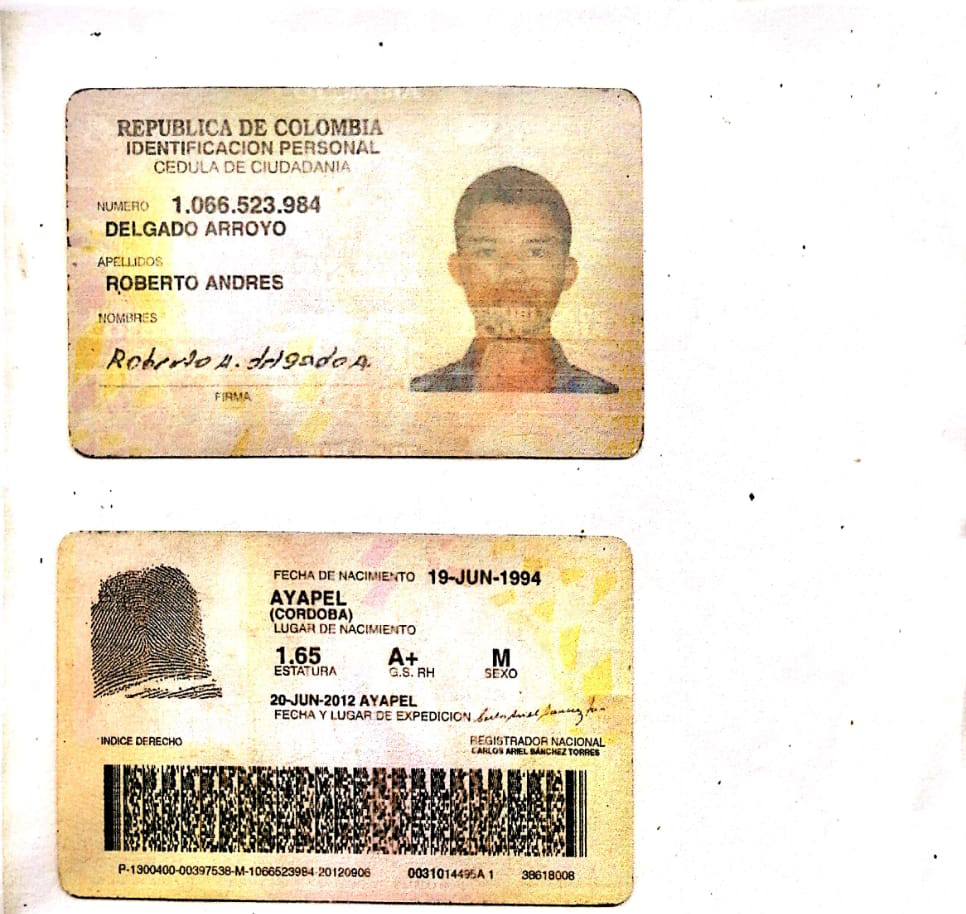 REPUBLICA DE COLOMBIA
IDENTIFICACION PERSONAL
CEDULA DE CIUDADANIA
NUMERO 1.066.523.984
DELGADO ARROYO
APELLIDOS
ROBERTO ANDRES
NOMBRES
Roberto A. delgado A.
FIRMA
FECHA DE NACIMIENTO 19-JUN-1994
AYAPEL
(CORDOBA)
LUGAR DE NACIMIENTO
1.65 A+ M
ESTATURA G.S. RH SEXO
20-JUN-2012 AYAPEL
FECHA Y LUGAR DE EXPEDICION
INDICE DERECHO
REGISTRADOR NACIONAL
CARLOS ARIEL SANCHEZ TORRES
P-1300400-00397538-M-1066523984-20120906 0031014495A 1 38618008